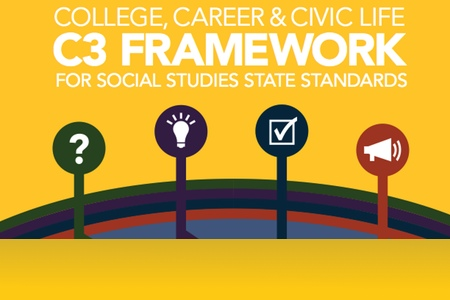 COLLEGE, CAREER & CIVIC LIFE
C3 FRAMEWORK
FOR SOCIAL STUDIES STATE STANDARDS
?